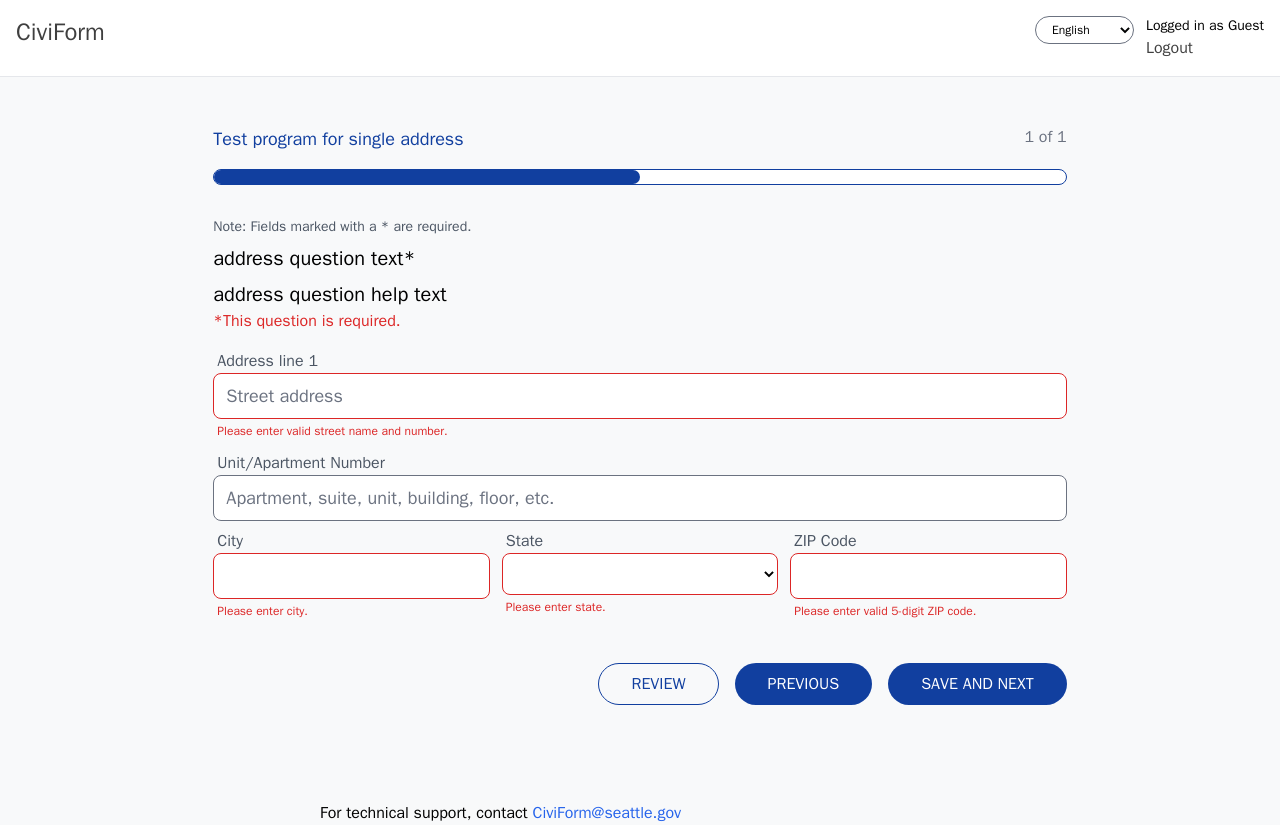 CiviForm
English
Logged in as Guest
Logout
Test program for single address
1 of 1
Note: Fields marked with a * are required.
address question text*
address question help text
*This question is required.
Address line 1
Street address
Please enter valid street name and number.
Unit/Apartment Number
Apartment, suite, unit, building, floor, etc.
City
State
ZIP Code
Please enter city.
Please enter state.
Please enter valid 5-digit ZIP code.
REVIEW
PREVIOUS
SAVE AND NEXT
For technical support, contact CiviForm@seattle.gov